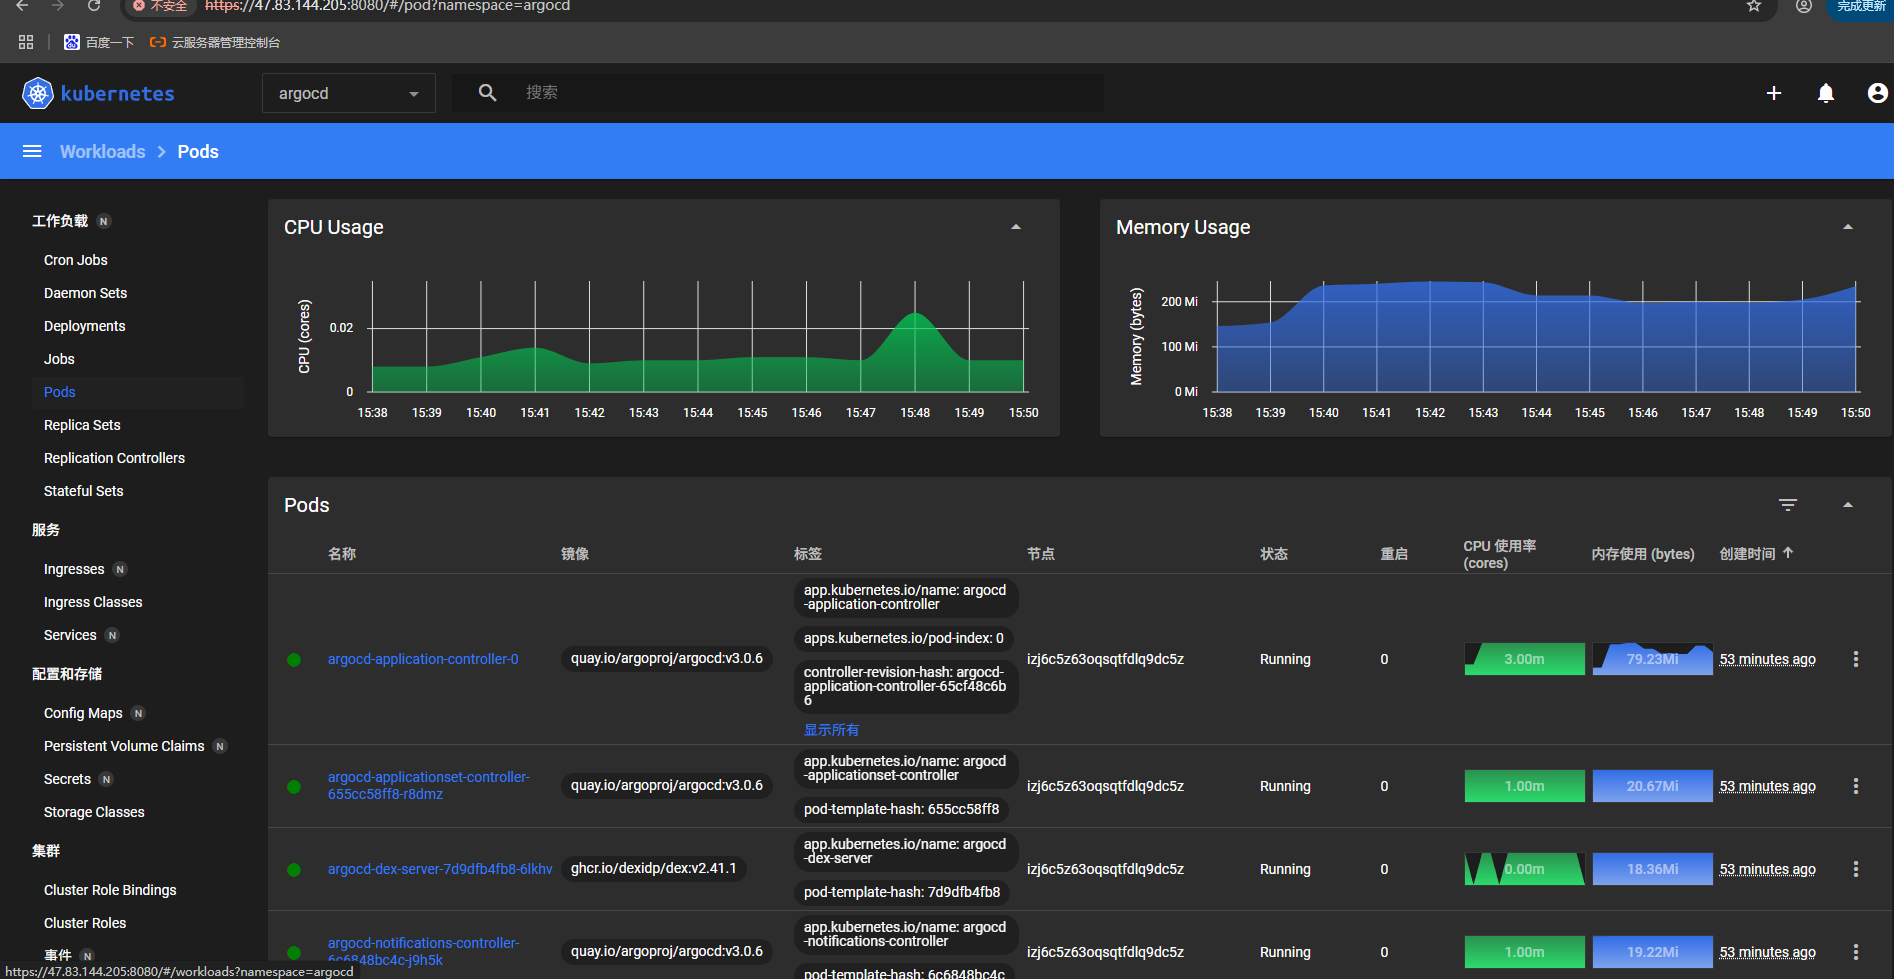 不安全 https://47.83.144.205:8080/#/pod?namespace=argocd 完成更新
百度一下 云服务器管理控制台
kubernetes argocd 搜索
Workloads Pods
工作负载 N
Cron Jobs
Daemon Sets
Deployments
Jobs
Pods
Replica Sets
Replication Controllers
Stateful Sets
服务
Ingresses N
Ingress Classes
Services N
配置和存储
Config Maps N
Persistent Volume Claims N
Secrets N
Storage Classes
集群
Cluster Role Bindings
Cluster Roles
事件 N
https://47.83.144.205:8080/#/workloads?namespace=argocd
CPU Usage
CPU (cores)
0.02
0
15:38 15:39 15:40 15:41 15:42 15:43 15:44 15:45 15:46 15:47 15:48 15:49 15:50
Memory Usage
Memory (bytes)
200 Mi
100 Mi
0 Mi
15:38 15:39 15:40 15:41 15:42 15:43 15:44 15:45 15:46 15:47 15:48 15:49 15:50
Pods
名称 镜像 标签 节点 状态 重启 CPU 使用率 (cores) 内存使用 (bytes) 创建时间
app.kubernetes.io/name: argocd
-application-controller
apps.kubernetes.io/pod-index: 0
argocd-application-controller-0 quay.io/argoproj/argocd:v3.0.6 izj6c5z63oqsqtfdlq9dc5z Running 0 3.00m 79.23Mi 53 minutes ago
controller-revision-hash: argocd-
application-controller-65cf48c6b
6
显示所有
app.kubernetes.io/name: argocd
-applicationset-controller
argocd-applicationset-controller-
655cc58ff8-r8dmz
quay.io/argoproj/argocd:v3.0.6 izj6c5z63oqsqtfdlq9dc5z Running 0 1.00m 20.67Mi 53 minutes ago
pod-template-hash: 655cc58ff8
app.kubernetes.io/name: argocd
-dex-server
argocd-dex-server-7d9dfb4fb8-6lkhv ghcr.io/dexidp/dex:v2.41.1 izj6c5z63oqsqtfdlq9dc5z Running 0 0.00m 18.36Mi 53 minutes ago
pod-template-hash: 7d9dfb4fb8
app.kubernetes.io/name: argocd
-notifications-controller
argocd-notifications-controller-
6c6848bc4c-j9h5k
quay.io/argoproj/argocd:v3.0.6 izj6c5z63oqsqtfdlq9dc5z Running 0 1.00m 19.22Mi 53 minutes ago
pod-template-hash: 6c6848bc4c